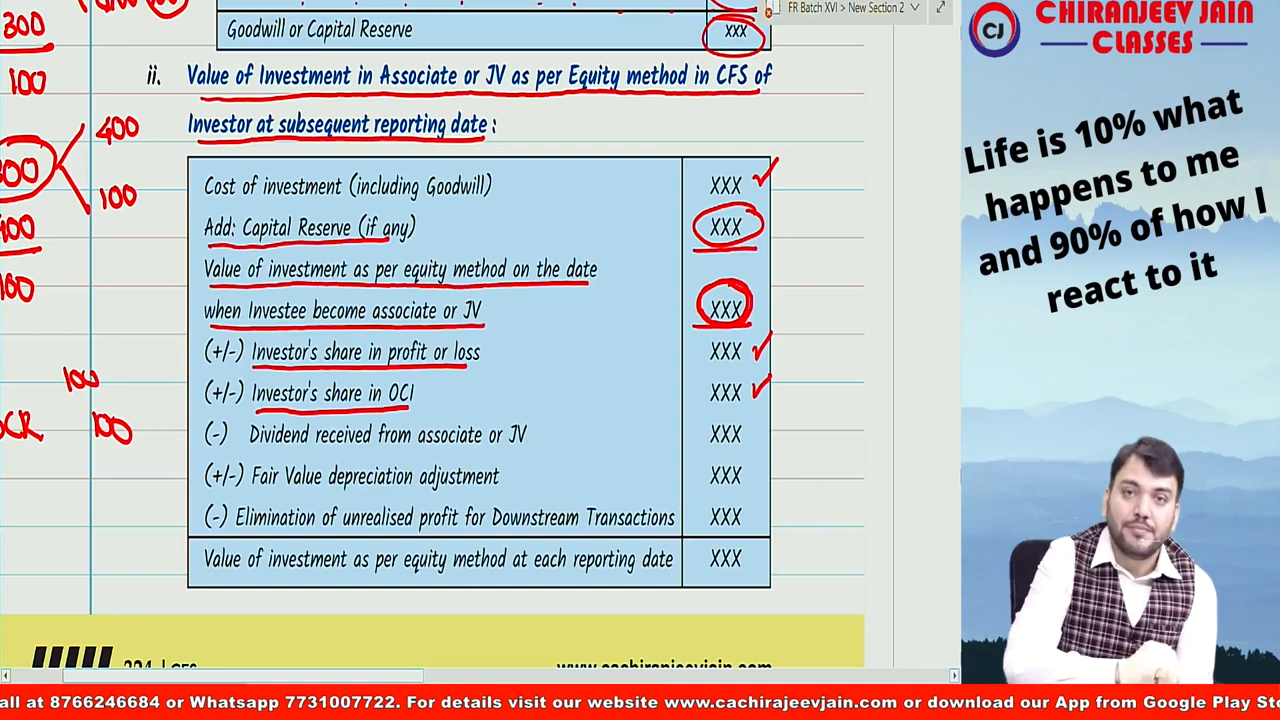 FR Batch XVI > New Section 2
Goodwill or Capital Reserve xxx
ii. Value of Investment in Associate or JV as per Equity method in CFS of
Investor at subsequent reporting date :
Cost of investment (including Goodwill) XXX
Add: Capital Reserve (if any) XXX
Value of investment as per equity method on the date
when Investee become associate or JV XXX
(+/-) Investor's share in profit or loss XXX
(+/-) Investor's share in OCI XXX
(-) Dividend received from associate or JV XXX
(+/-) Fair Value depreciation adjustment XXX
(-) Elimination of unrealised profit for Downstream Transactions XXX
Value of investment as per equity method at each reporting date XXX
300
100
400
100
100
100
CJ
CHIRANJEEV JAIN
CLASSES
Life is 10% what
happens to me
and 90% of how I
react to it
all at 8766246684 or Whatsapp 7731007722. For details visit our website www.cachirajeevjain.com or download our App from Google Play St